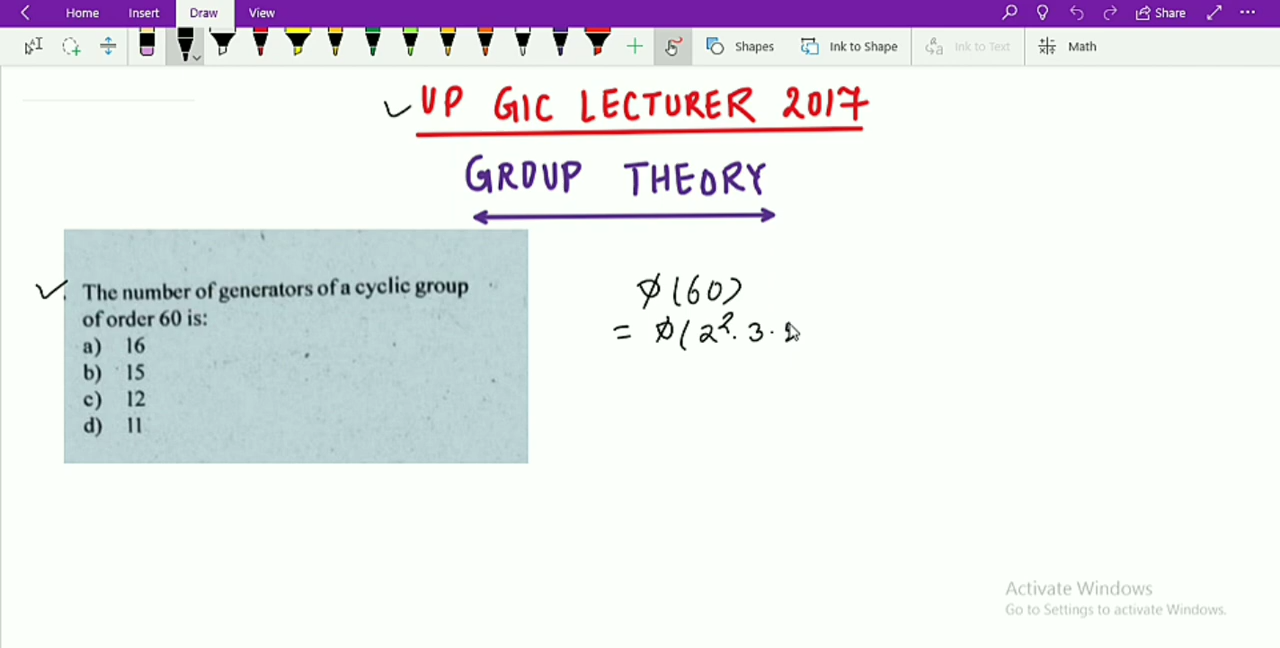 Home Insert Draw View Share
Shapes Ink to Shape Ink to Text Math
UP GIC LECTURER 2017
GROUP THEORY
The number of generators of a cyclic group
of order 60 is:
a) 16
b) 15
c) 12
d) 11
φ(60)
= φ(2². 3.
Activate Windows
Go to Settings to activate Windows.